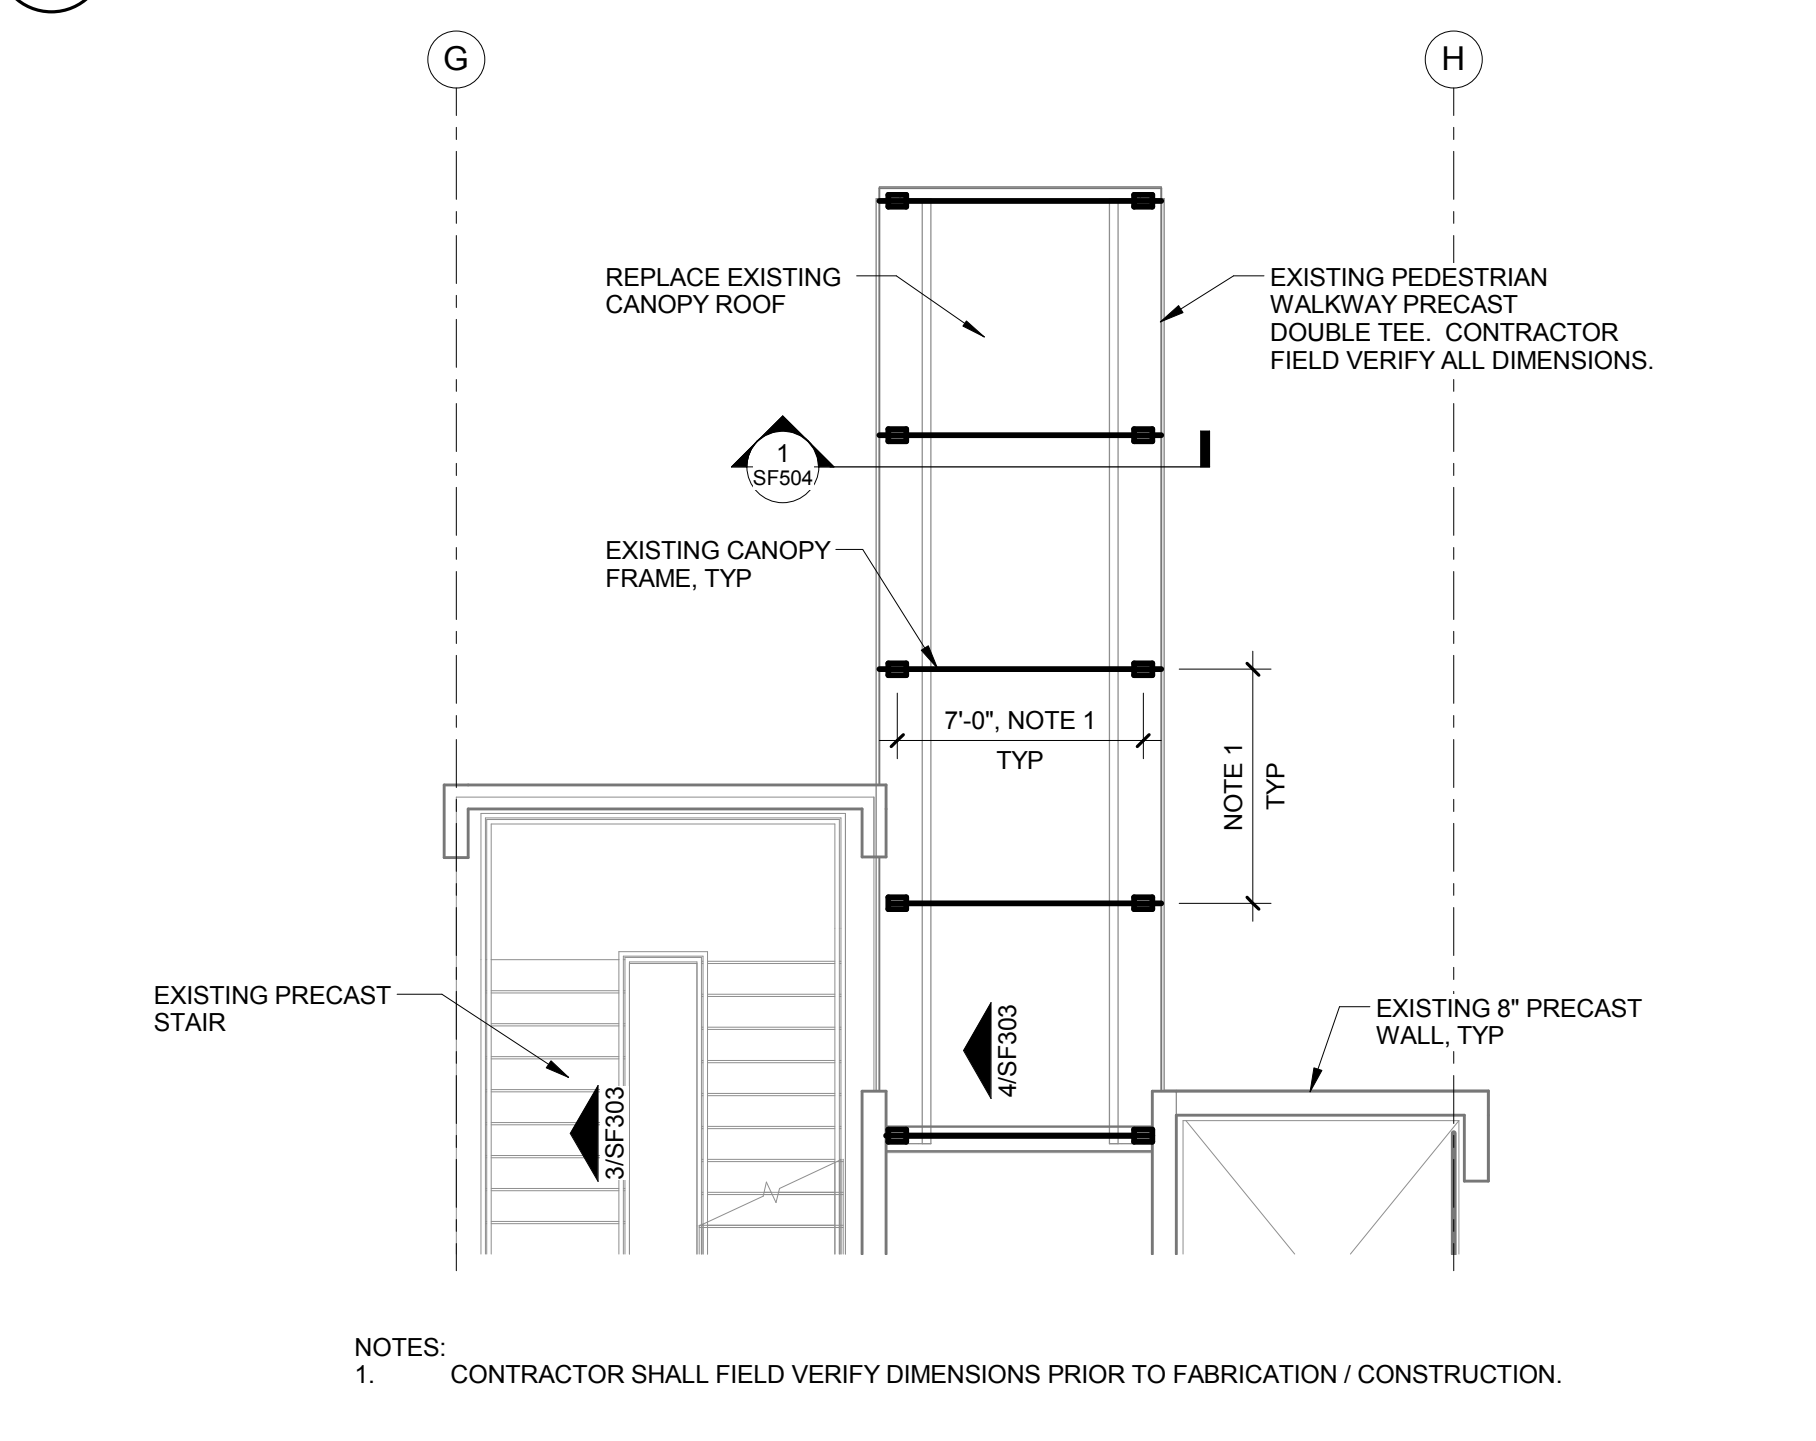 G
H
REPLACE EXISTING
CANOPY ROOF
EXISTING PEDESTRIAN
WALKWAY PRECAST
DOUBLE TEE.  CONTRACTOR
FIELD VERIFY ALL DIMENSIONS.
1
SF504
EXISTING CANOPY
FRAME, TYP
7'-0", NOTE 1
TYP
NOTE 1
TYP
EXISTING PRECAST
STAIR
EXISTING 8" PRECAST
WALL, TYP
4/SF303
3/SF303
NOTES:
1. CONTRACTOR SHALL FIELD VERIFY DIMENSIONS PRIOR TO FABRICATION / CONSTRUCTION.